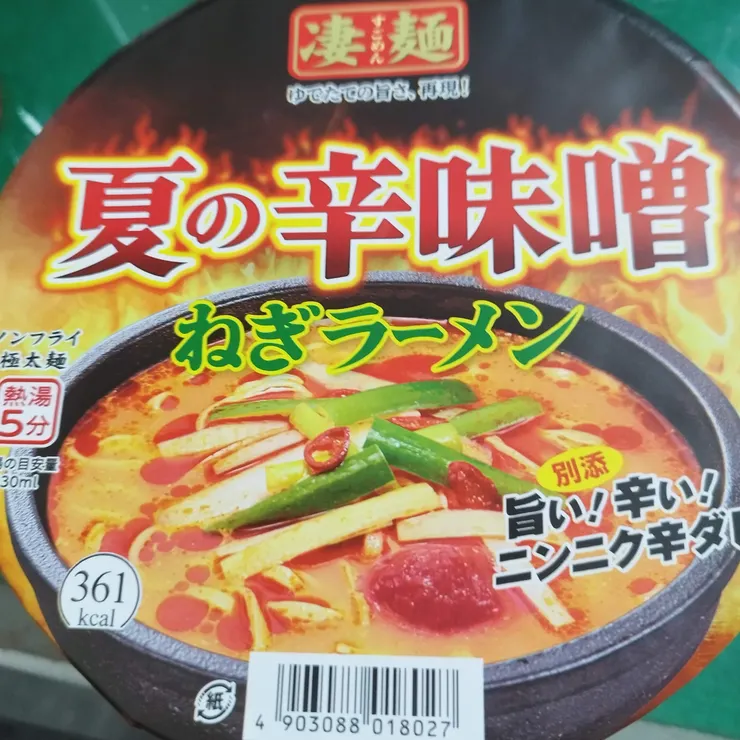 凄麺
すごめん
ゆでたての旨さ、再現!
夏の辛味噌
ねぎラーメン
ノンフライ
極太麺
熱湯
5分
の目安量
30ml
別添
旨い!辛い!
ニンニク辛ダレ
361
kcal
紙
4 903088 018027